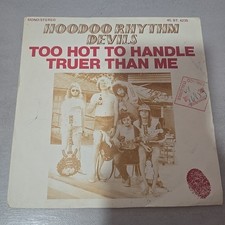 HOODOO RHYTHM
DEVILS
TOO HOT TO HANDLE
TRUER THAN ME